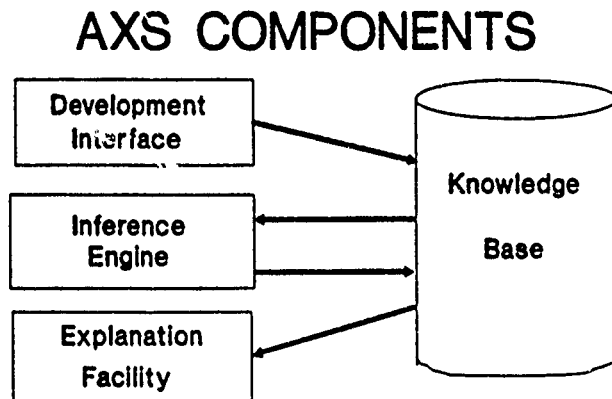 AXS COMPONENTS
Development
Interface
Knowledge
Base
Inference
Engine
Explanation
Facility